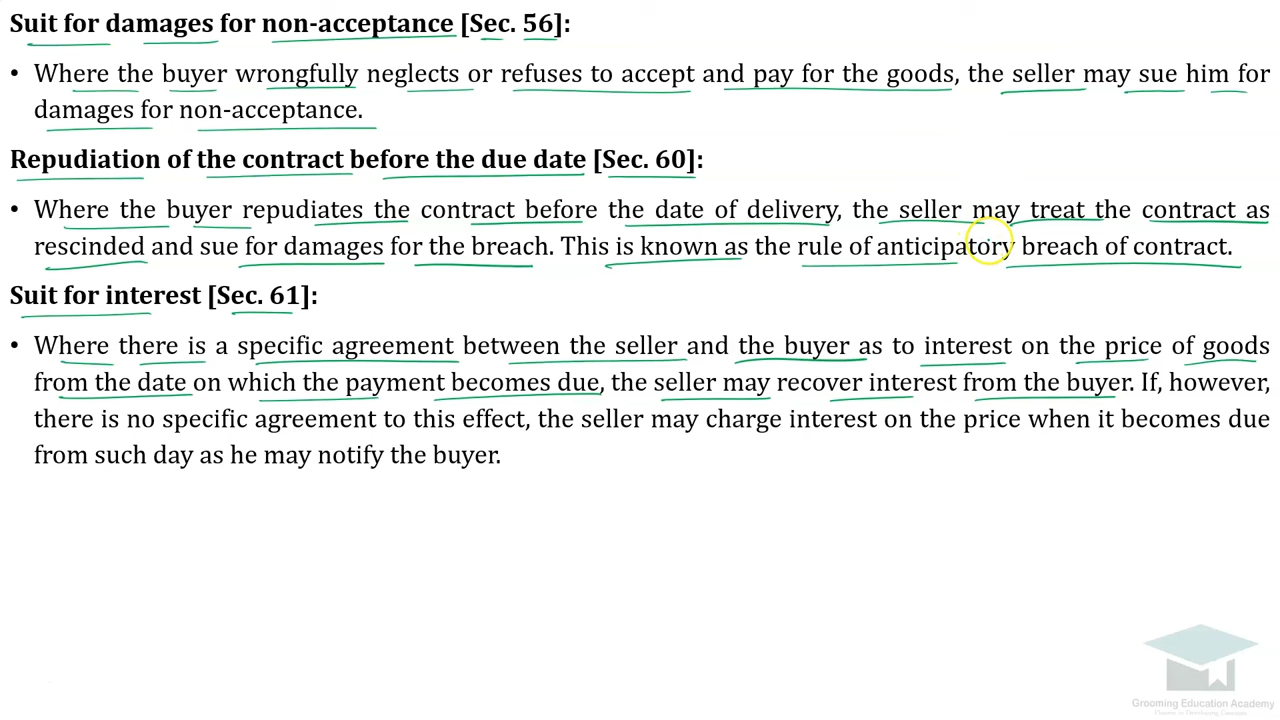 Suit for damages for non-acceptance [Sec. 56]:
• Where the buyer wrongfully neglects or refuses to accept and pay for the goods, the seller may sue him for
damages for non-acceptance.
Repudiation of the contract before the due date [Sec. 60]:
• Where the buyer repudiates the contract before the date of delivery, the seller may treat the contract as
rescinded and sue for damages for the breach. This is known as the rule of anticipatory breach of contract.
Suit for interest [Sec. 61]:
• Where there is a specific agreement between the seller and the buyer as to interest on the price of goods
from the date on which the payment becomes due, the seller may recover interest from the buyer. If, however,
there is no specific agreement to this effect, the seller may charge interest on the price when it becomes due
from such day as he may notify the buyer.
Grooming Education Academy